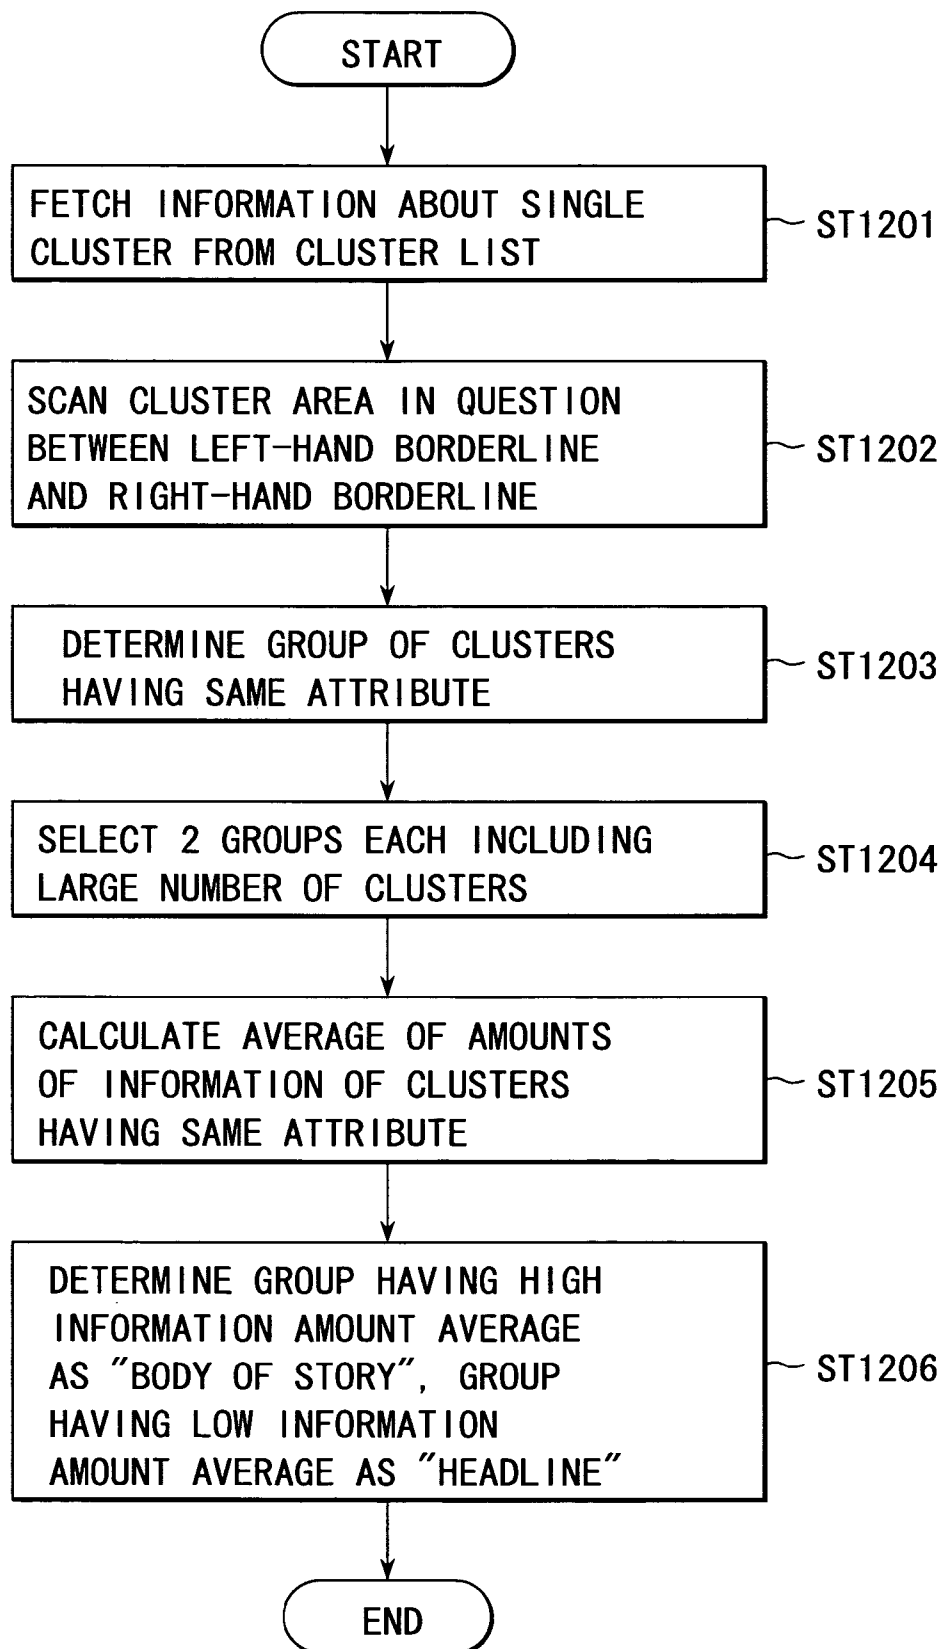 START
FETCH INFORMATION ABOUT SINGLE
CLUSTER FROM CLUSTER LIST
ST1201
SCAN CLUSTER AREA IN QUESTION
BETWEEN LEFT-HAND BORDERLINE
AND RIGHT-HAND BORDERLINE
ST1202
DETERMINE GROUP OF CLUSTERS
HAVING SAME ATTRIBUTE
ST1203
SELECT 2 GROUPS EACH INCLUDING
LARGE NUMBER OF CLUSTERS
ST1204
CALCULATE AVERAGE OF AMOUNTS
OF INFORMATION OF CLUSTERS
HAVING SAME ATTRIBUTE
ST1205
DETERMINE GROUP HAVING HIGH
INFORMATION AMOUNT AVERAGE
AS "BODY OF STORY", GROUP
HAVING LOW INFORMATION
AMOUNT AVERAGE AS "HEADLINE"
ST1206
END